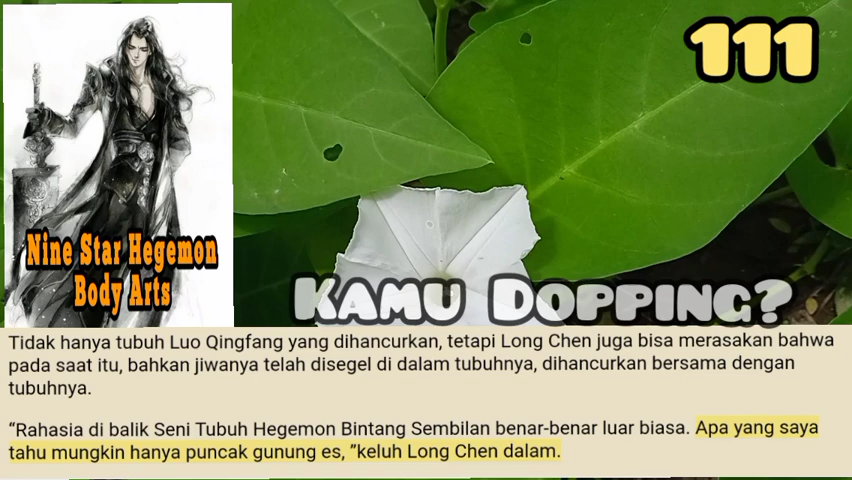 111
Nine Star Hegemon
Body Arts
Kamu Dopping?
Tidak hanya tubuh Luo Qingfang yang dihancurkan, tetapi Long Chen juga bisa merasakan bahwa
pada saat itu, bahkan jiwanya telah disegel di dalam tubuhnya, dihancurkan bersama dengan
tubuhnya.
“Rahasia di balik Seni Tubuh Hegemon Bintang Sembilan benar-benar luar biasa. Apa yang saya
tahu mungkin hanya puncak gunung es, ”keluh Long Chen dalam.